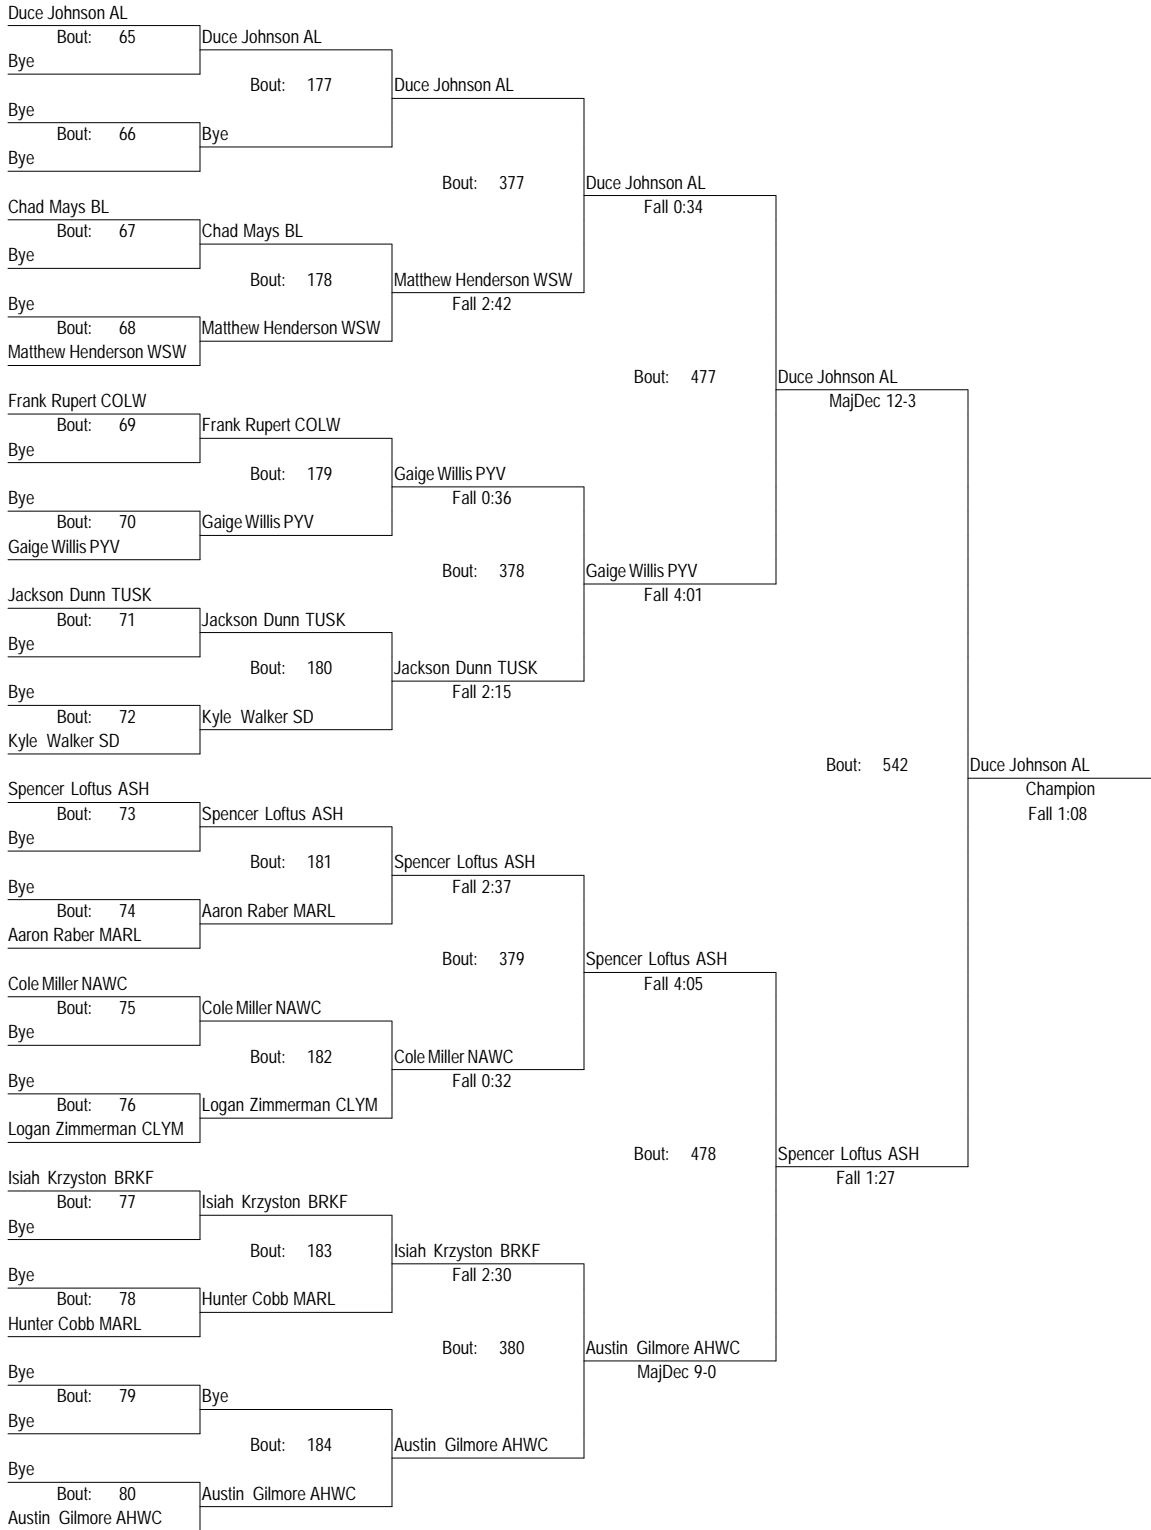 Duce Johnson AL
Bout: 65
Duce Johnson AL
Bye
Bout: 177
Duce Johnson AL
Bye
Bout: 66
Bye
Bye
Bout: 377
Duce Johnson AL
Fall 0:34
Chad Mays BL
Bout: 67
Chad Mays BL
Bye
Bout: 178
Matthew Henderson WSW
Fall 2:42
Bye
Bout: 68
Matthew Henderson WSW
Matthew Henderson WSW
Bout: 477
Duce Johnson AL
MajDec 12-3
Frank Rupert COLW
Bout: 69
Frank Rupert COLW
Bye
Bout: 179
Gaige Willis PYV
Fall 0:36
Bye
Bout: 70
Gaige Willis PYV
Gaige Willis PYV
Bout: 378
Gaige Willis PYV
Fall 4:01
Jackson Dunn TUSK
Bout: 71
Jackson Dunn TUSK
Bye
Bout: 180
Jackson Dunn TUSK
Fall 2:15
Bye
Bout: 72
Kyle Walker SD
Kyle Walker SD
Bout: 542
Duce Johnson AL
Champion
Fall 1:08
Spencer Loftus ASH
Bout: 73
Spencer Loftus ASH
Bye
Bout: 181
Spencer Loftus ASH
Fall 2:37
Bye
Bout: 74
Aaron Raber MARL
Aaron Raber MARL
Bout: 379
Spencer Loftus ASH
Fall 4:05
Cole Miller NAWC
Bout: 75
Cole Miller NAWC
Bye
Bout: 182
Cole Miller NAWC
Fall 0:32
Bye
Bout: 76
Logan Zimmerman CLYM
Logan Zimmerman CLYM
Bout: 478
Spencer Loftus ASH
Fall 1:27
Isiah Krzyston BRKF
Bout: 77
Isiah Krzyston BRKF
Bye
Bout: 183
Isiah Krzyston BRKF
Fall 2:30
Bye
Bout: 78
Hunter Cobb MARL
Hunter Cobb MARL
Bout: 380
Austin Gilmore AHWC
MajDec 9-0
Bye
Bout: 79
Bye
Bye
Bout: 184
Austin Gilmore AHWC
Bye
Bout: 80
Austin Gilmore AHWC
Austin Gilmore AHWC